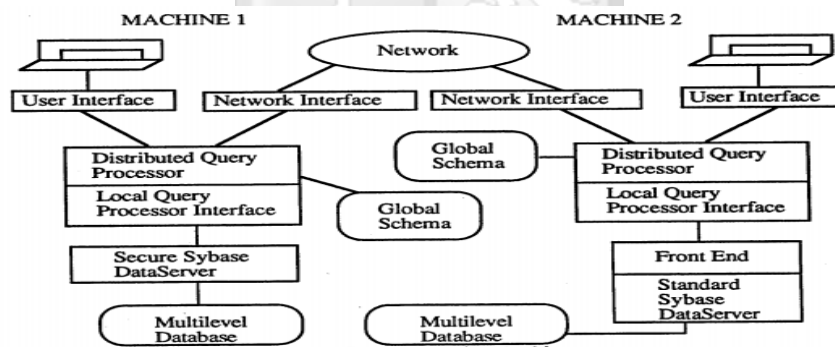 MACHINE 1
MACHINE 2
Network
User Interface
Network Interface
Network Interface
User Interface
Distributed Query
Processor
Local Query
Processor Interface
Global
Schema
Global
Schema
Distributed Query
Processor
Local Query
Processor Interface
Secure Sybase
DataServer
Front End
Standard
Sybase
DataServer
Multilevel
Database
Multilevel
Database